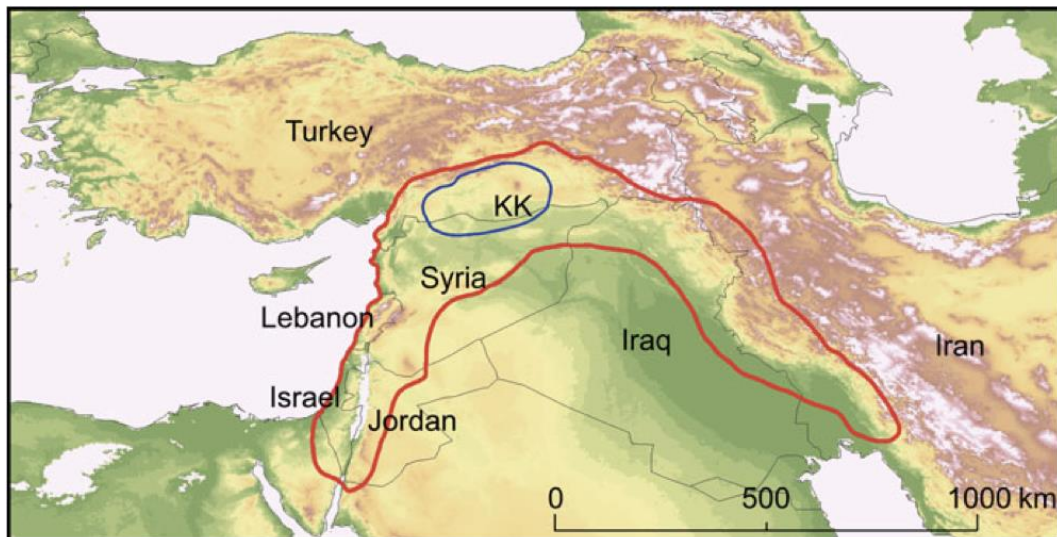 Turkey
KK
Syria
Lebanon
Iraq
Iran
Israel
Jordan
0 500 1000 km